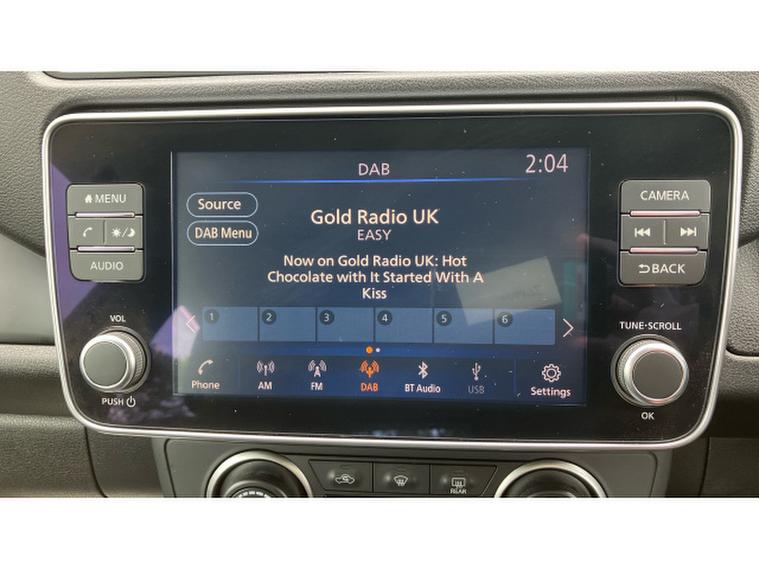 DAB
2:04
MENU
CAMERA
Source
Gold Radio UK
EASY
DAB Menu
AUDIO
BACK
Now on Gold Radio UK: Hot
Chocolate with It Started With A
Kiss
1 2 3 4 5 6
VOL
TUNE·SCROLL
Phone
AM
FM
DAB
BT Audio
USB
Settings
PUSH
OK
REAR